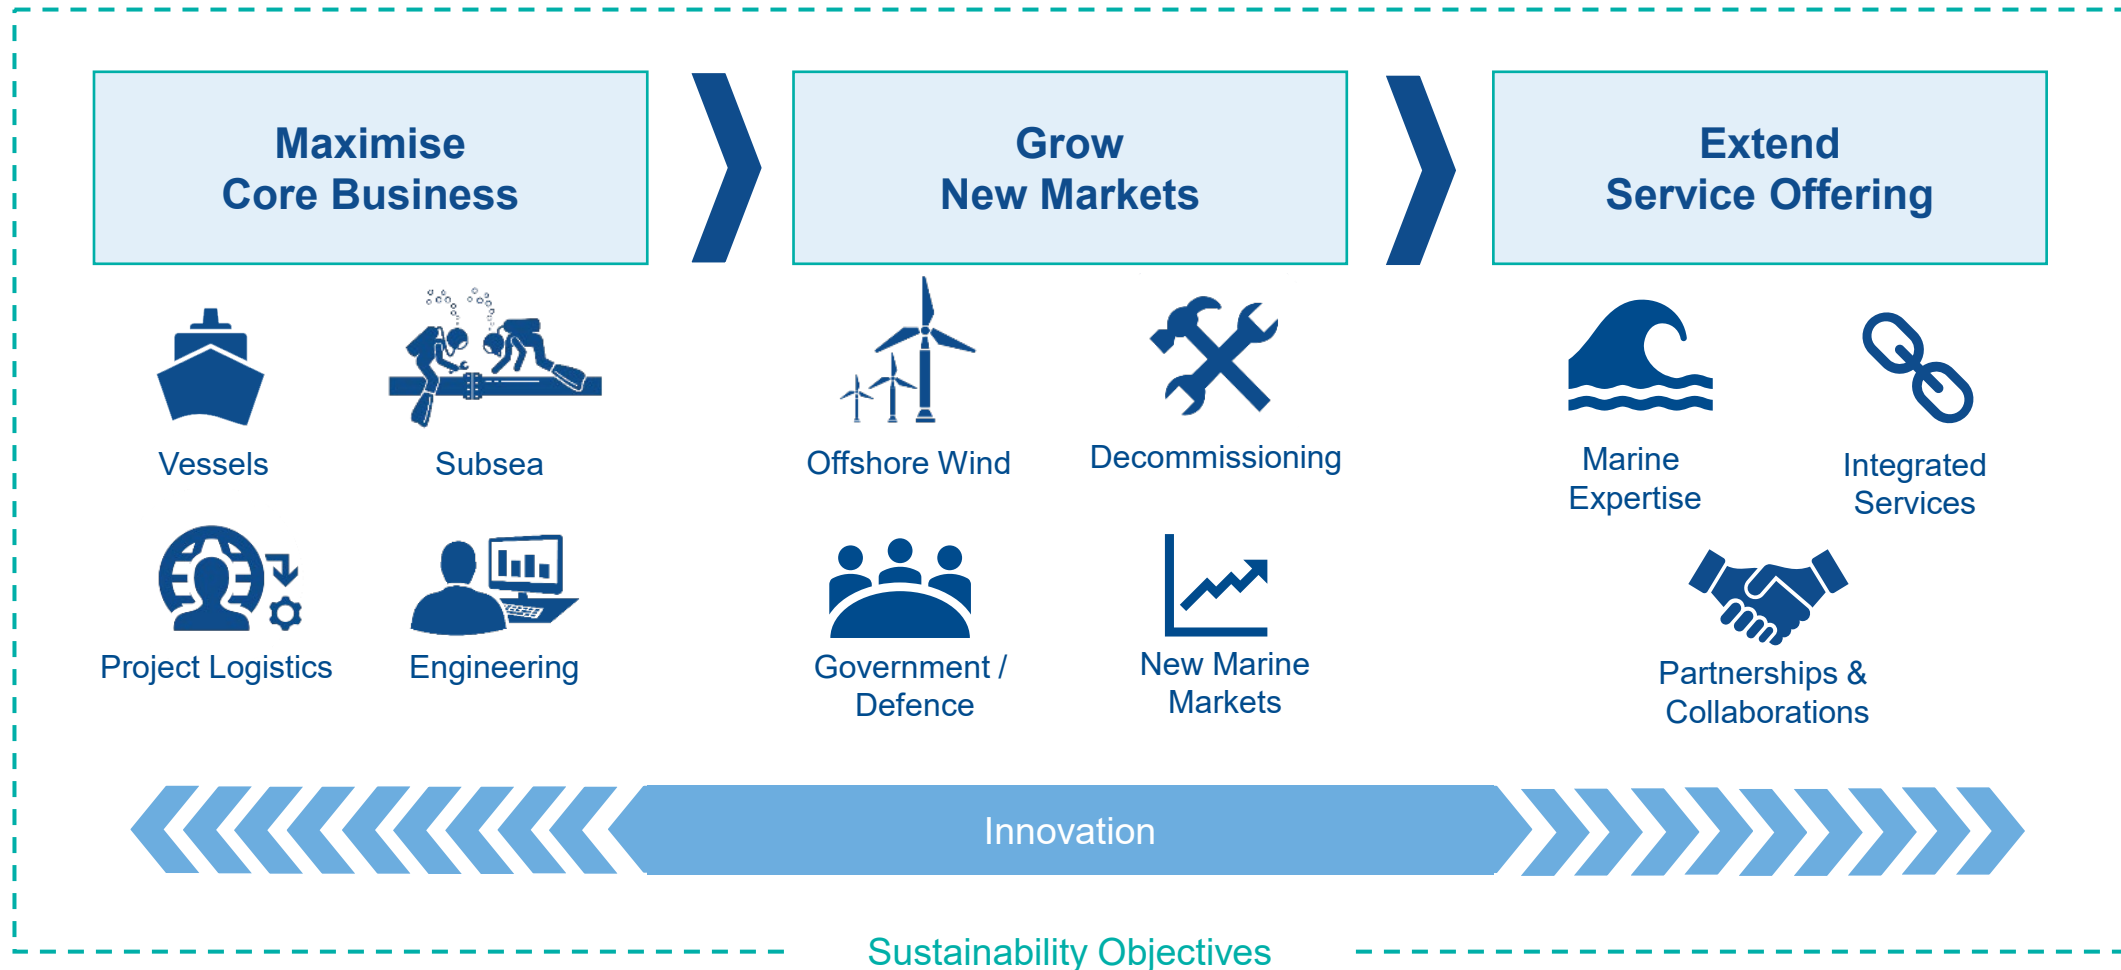 Maximise
Core Business
Grow
New Markets
Extend
Service Offering
Vessels
Subsea
Project Logistics
Engineering
Offshore Wind
Decommissioning
Government /
Defence
New Marine
Markets
Marine
Expertise
Integrated
Services
Partnerships &
Collaborations
Innovation
Sustainability Objectives